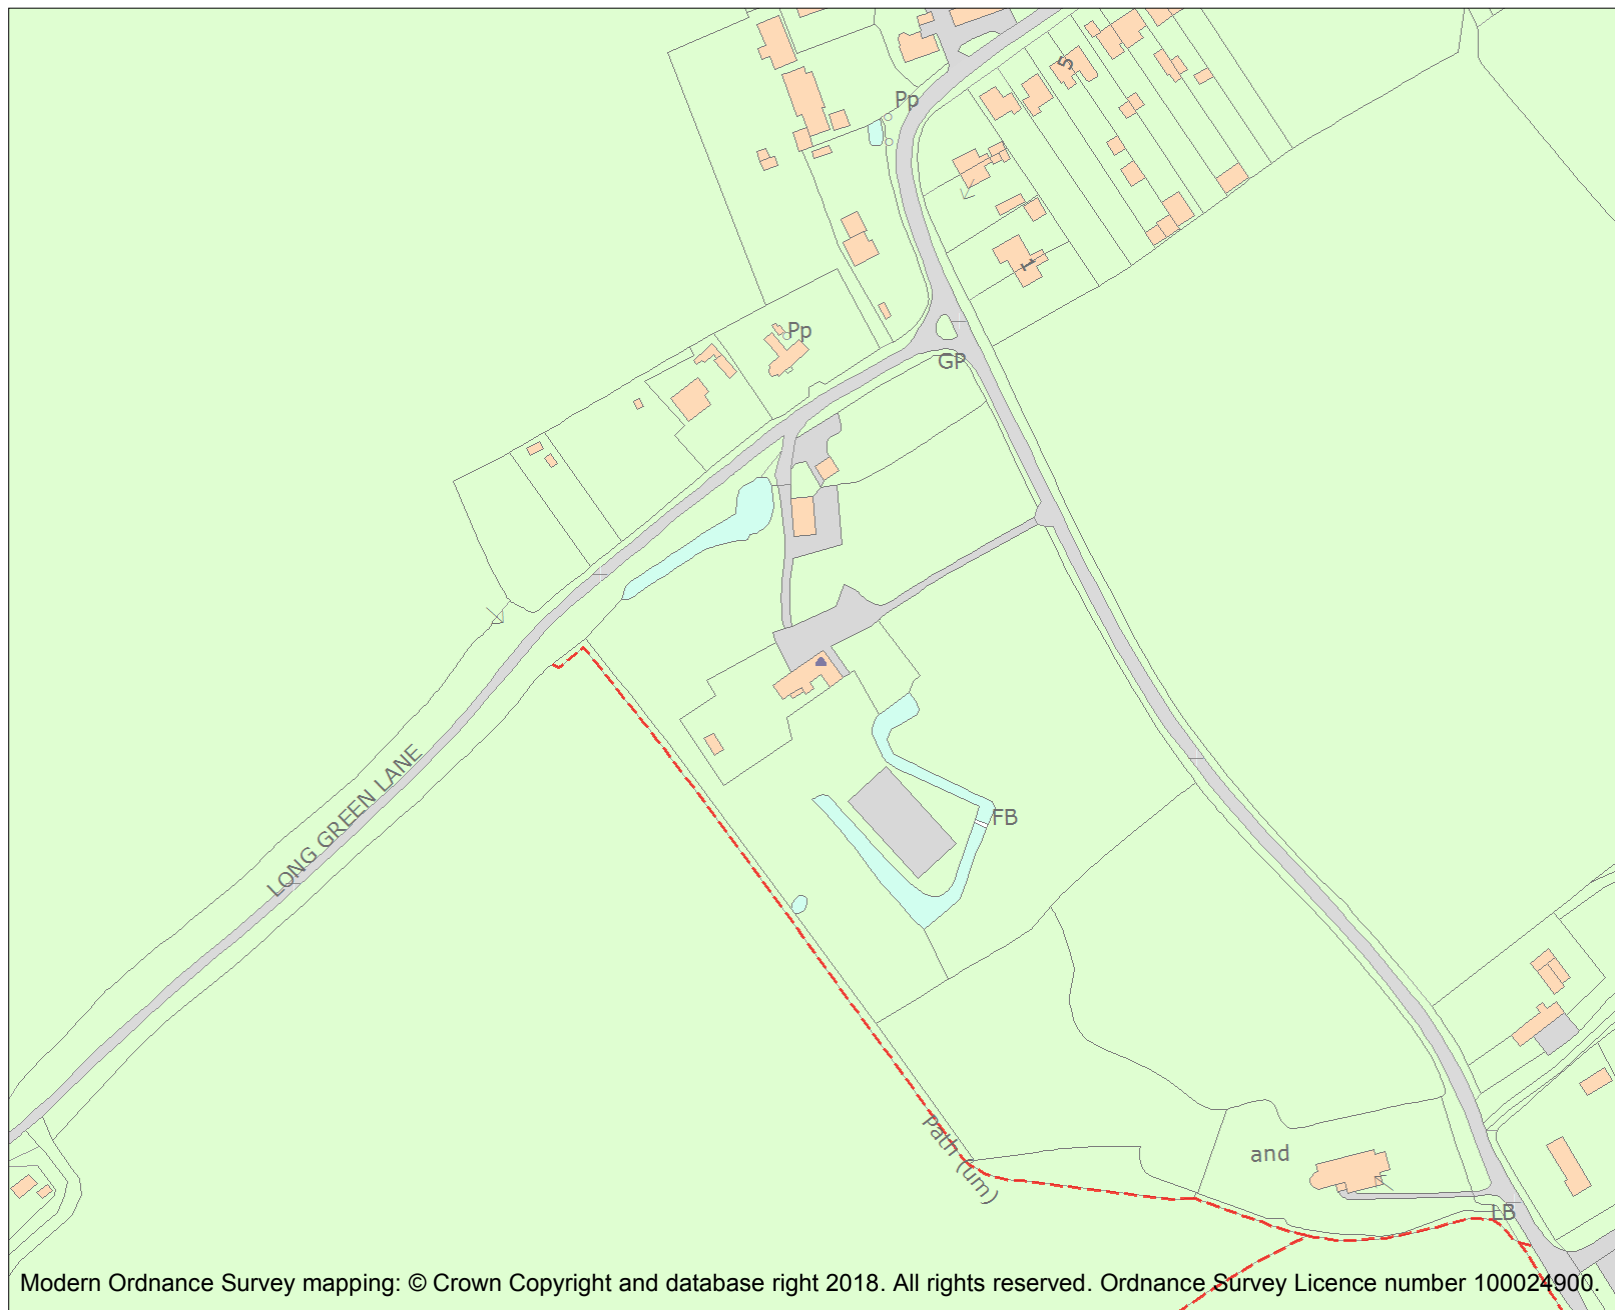 5
Pp
1
Pp
GP
LONG GREEN LANE
FB
Path (um)
and
LB
Modern Ordnance Survey mapping: © Crown Copyright and database right 2018. All rights reserved. Ordnance Survey Licence number 100024900.